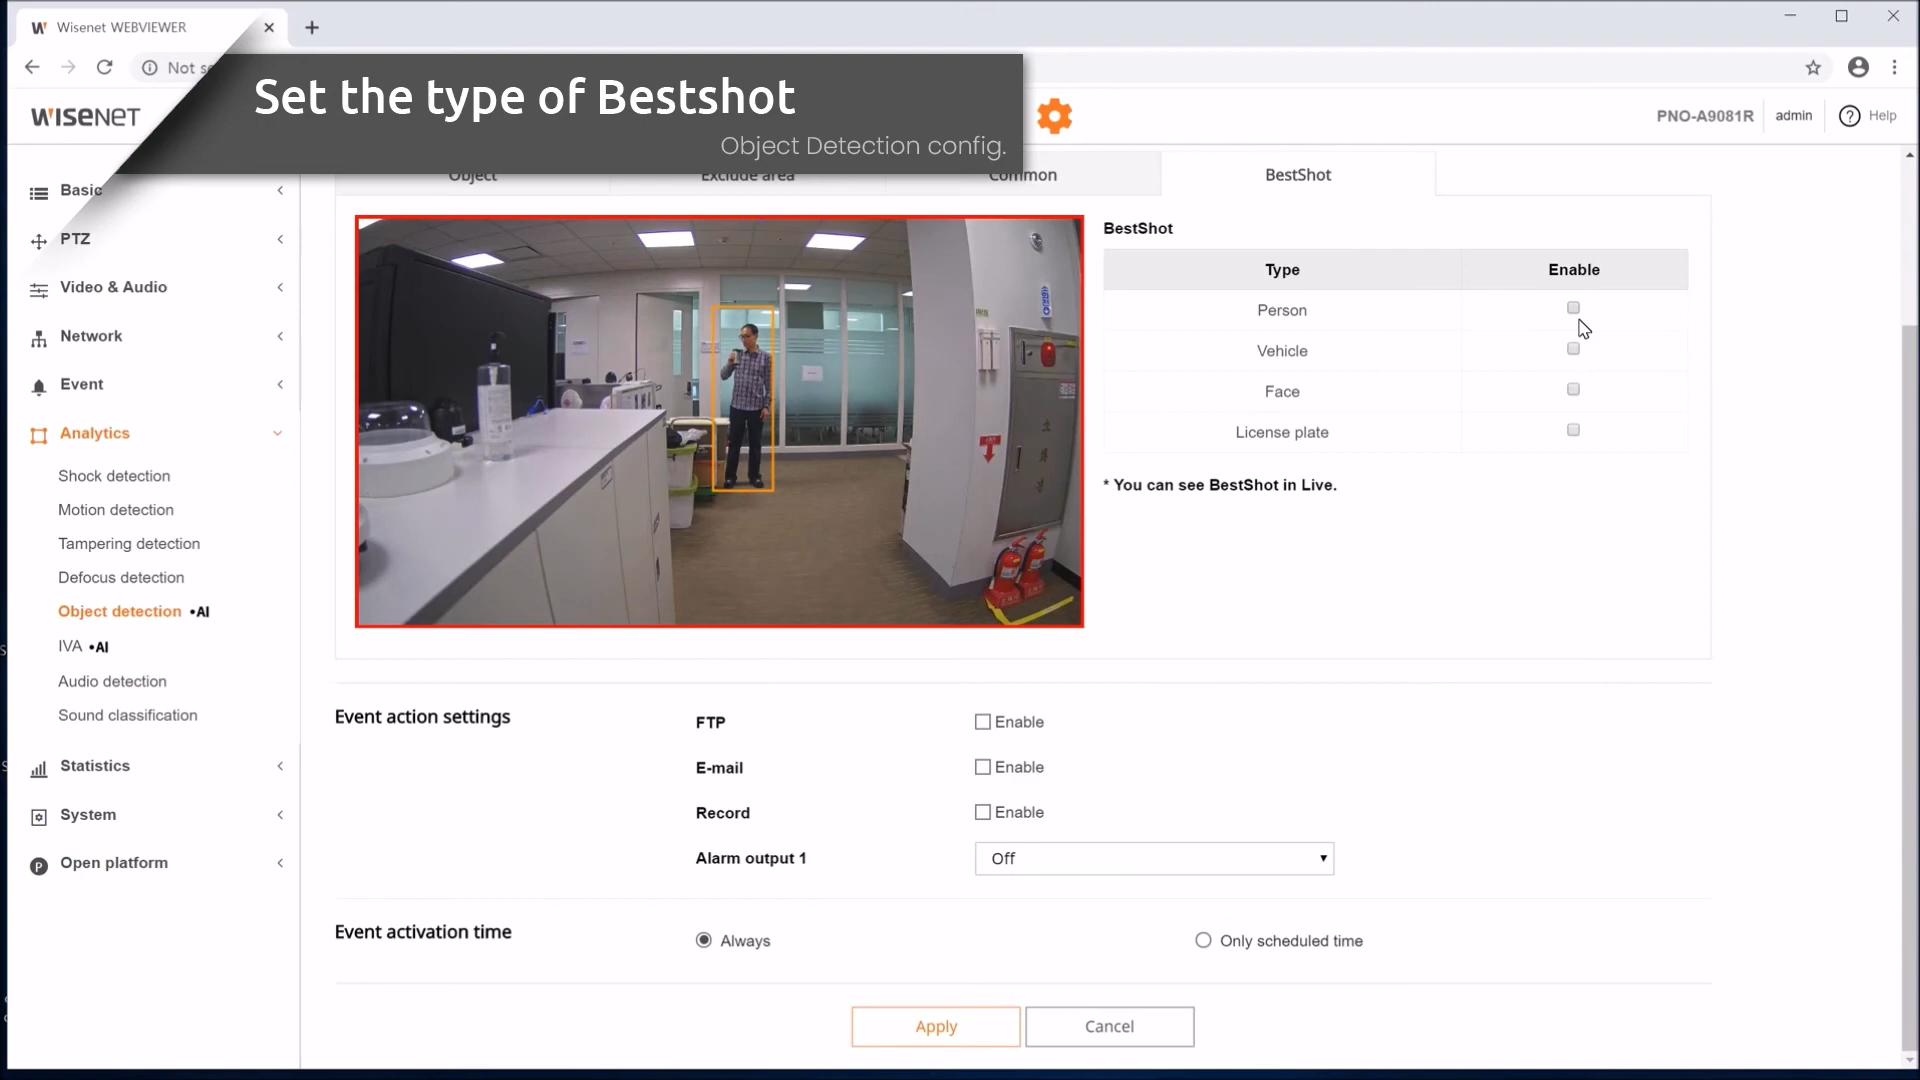 Wisenet WEBVIEWER
Not se
Set the type of Bestshot
Object Detection config.
WISENET
PNO-A9081R
admin
Help
Object
Exclude area
Common
BestShot
Basic
PTZ
Video & Audio
Network
Event
Analytics
Shock detection
Motion detection
Tampering detection
Defocus detection
Object detection •AI
IVA •AI
Audio detection
Sound classification
Statistics
System
Open platform
BestShot
Type Enable
Person
Vehicle
Face
License plate
* You can see BestShot in Live.
Event action settings
FTP Enable
E-mail Enable
Record Enable
Alarm output 1 Off
Event activation time Always Only scheduled time
Apply Cancel